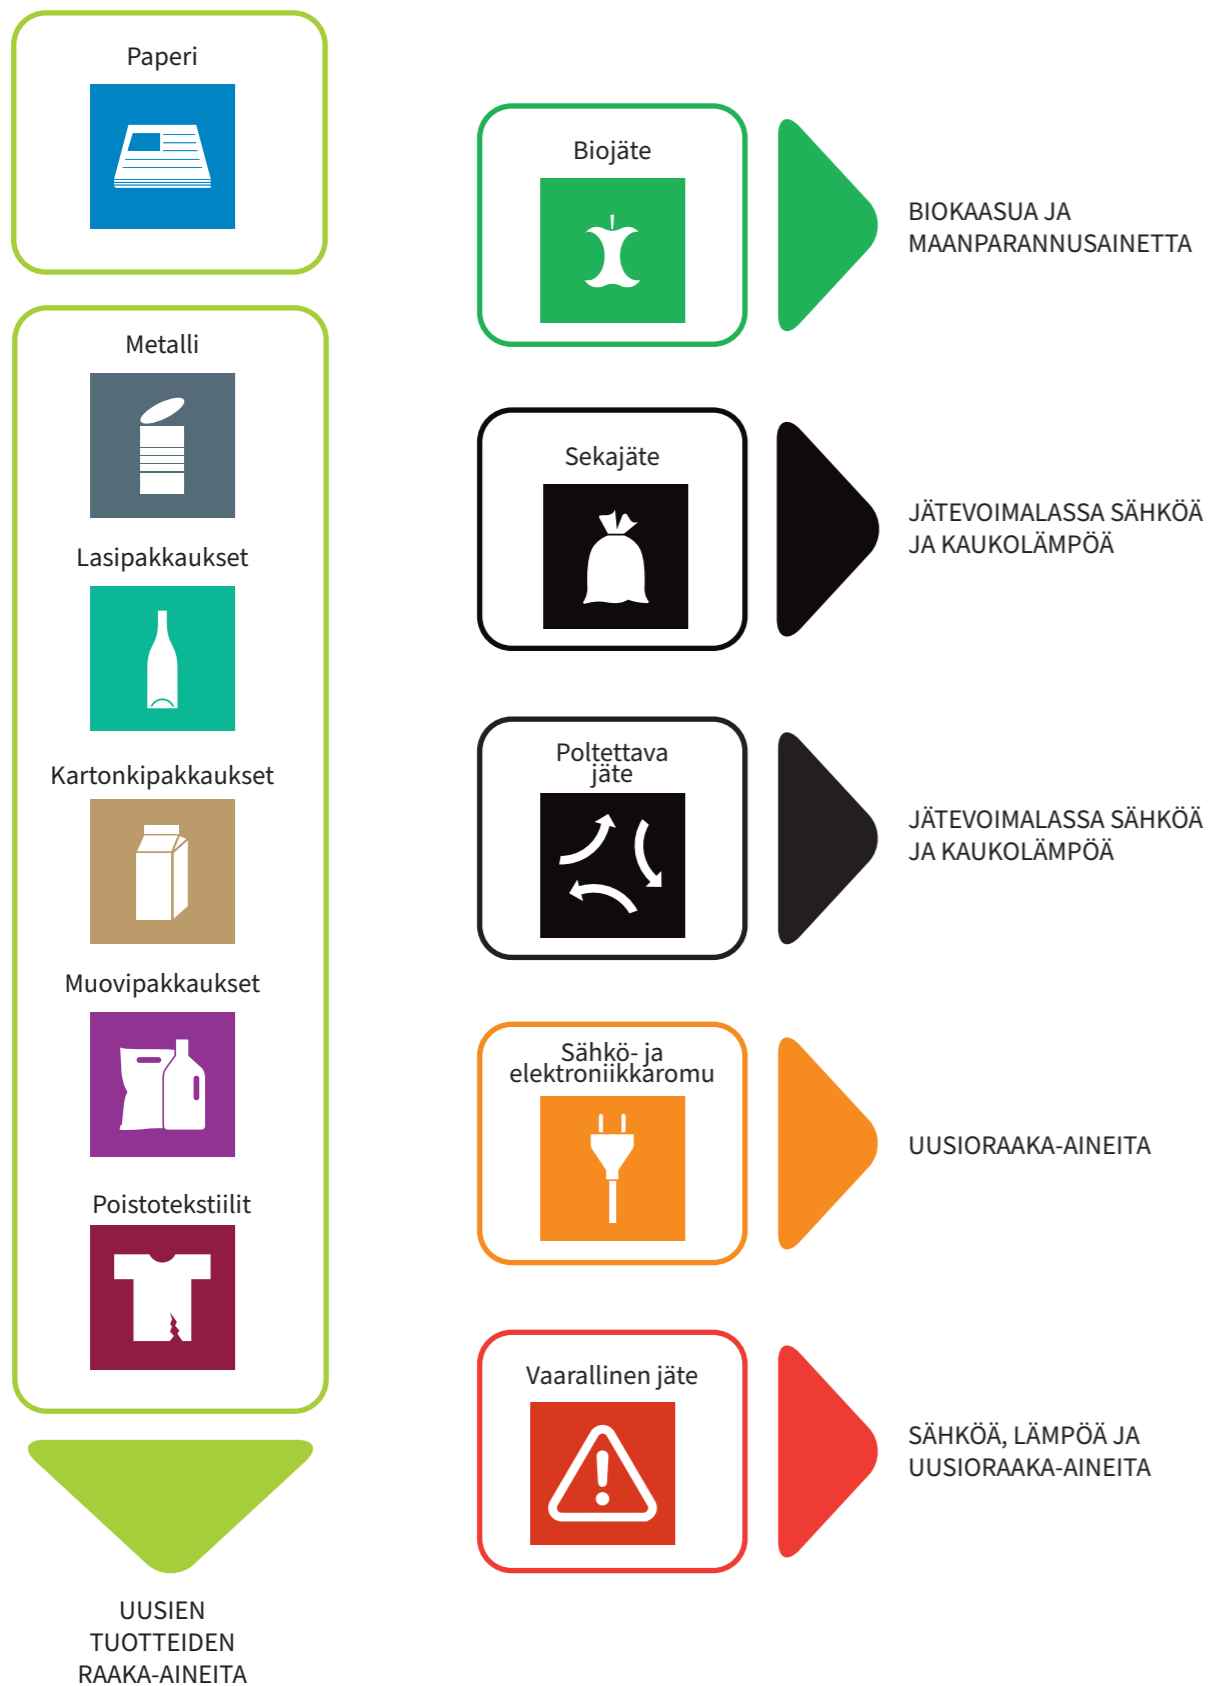 Paperi
Metalli
Lasipakkaukset
Kartonkipakkaukset
Muovipakkaukset
Poistotekstiilit
UUSIEN
TUOTTEIDEN
RAAKA-AINEITA
Biojäte
BIOKAASUA JA
MAANPARANNUSAINETTA
Sekajäte
JÄTEVOIMALASSA SÄHKÖÄ
JA KAUKOLÄMPÖÄ
Poltettava
jäte
JÄTEVOIMALASSA SÄHKÖÄ
JA KAUKOLÄMPÖÄ
Sähkö- ja
elektroniikkaromu
UUSIORAAKA-AINEITA
Vaarallinen jäte
SÄHKÖÄ, LÄMPÖÄ JA
UUSIORAAKA-AINEITA